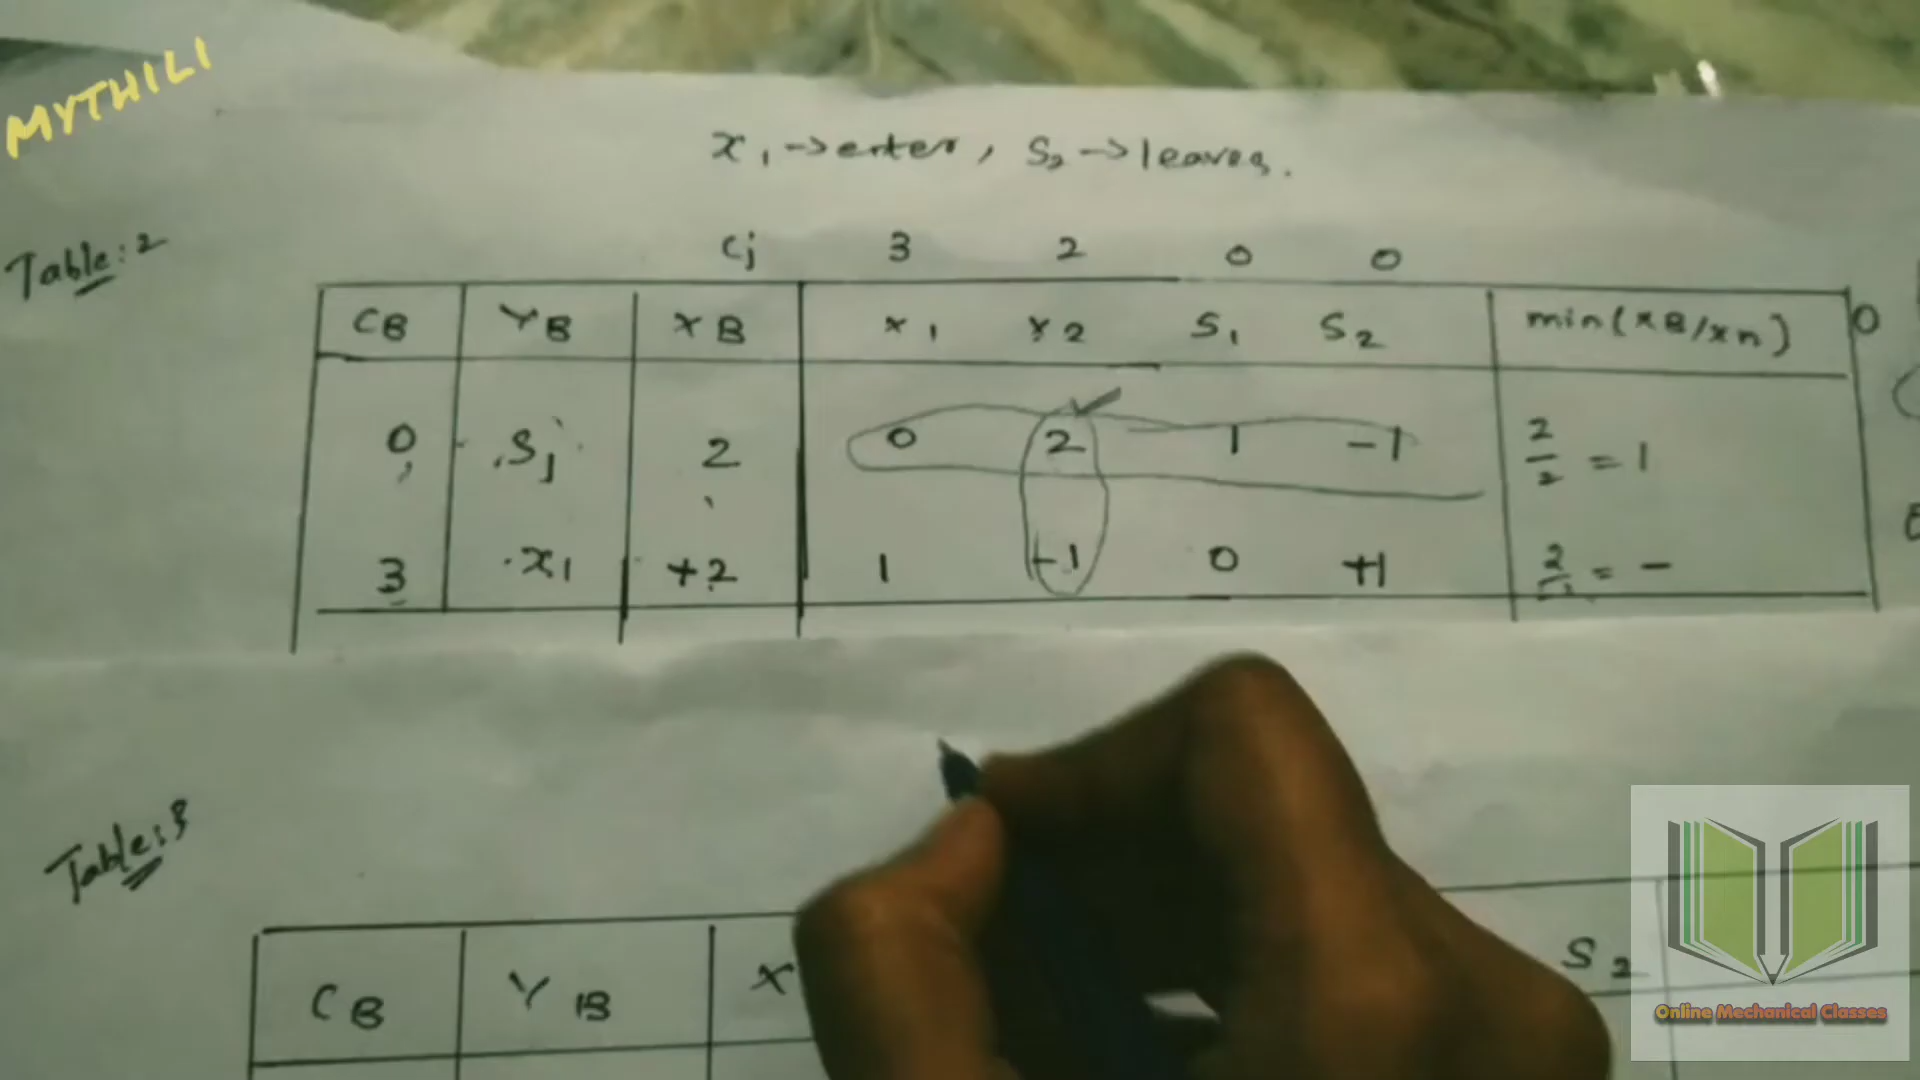 MYTHILI
x1 → enter, S2 → leaves.
Table: 2
Cj 3 2 0 0
CB YB XB x1 x2 S1 S2 min(xB/xn) 0
0 S1 2 0 2 1 -1 2/2 = 1
3 x1 +2 1 -1 0 +1 = -
Table: 3
CB YB X S2
Online Mechanical Classes